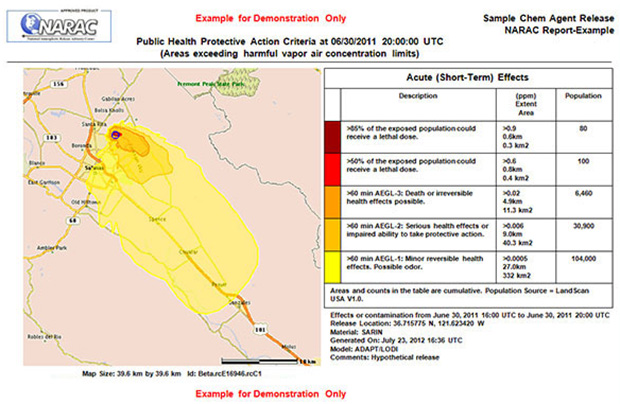 APPROVED PRODUCT
NARAC
Example for Demonstration Only
Sample Chem Agent Release
NARAC Report-Example
Public Health Protective Action Criteria at 06/30/2011 20:00:00 UTC
(Areas exceeding harmful vapor air concentration limits)
Fremont Peak State Park
156
Gabilan Acres
Bolsa Knolls
Santa Rita
183
Boronda
Blanco
Salinas
East Garrison
Old Hilltown
68
Spence
Ambler Park
Chualar
Gonzales
101
Robles Del Rio
Acute (Short-Term) Effects
Description
(ppm)
Extent
Area
Population
>85% of the exposed population could
receive a lethal dose.
>0.9
0.6km
0.3 km2
80
>50% of the exposed population could
receive a lethal dose.
>0.6
0.8km
0.4 km2
100
>60 min AEGL-3: Death or irreversible
health effects possible.
>0.02
4.9km
11.3 km2
6,460
>60 min AEGL-2: Serious health effects or
impaired ability to take protective action.
>0.006
9.0km
40.3 km2
30,900
>60 min AEGL-1: Minor reversible health
effects. Possible odor.
>0.0005
27.0km
332 km2
104,000
Areas and counts in the table are cumulative. Population Source = LandScan
USA V1.0.
Effects or contamination from June 30, 2011 16:00 UTC to June 30, 2011 20:00 UTC
Release Location: 36.715775 N, 121.623420 W
Material: SARIN
Generated On: July 23, 2012 16:36 UTC
Model: ADAPT/LODI
Comments: Hypothetical release
Map Size: 39.6 km by 39.6 km Id: Beta.rcE16946.rcC1
Example for Demonstration Only